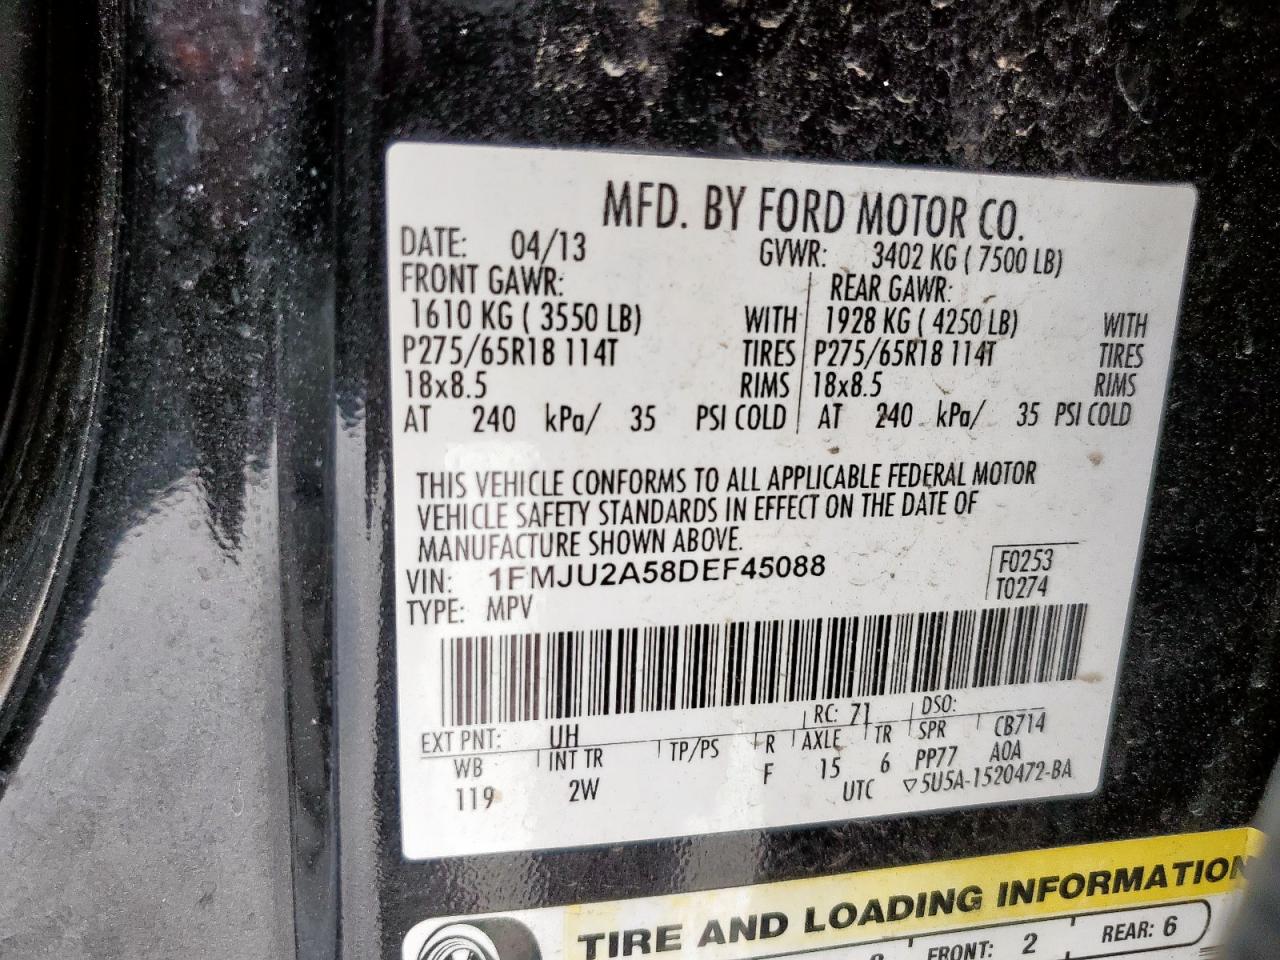 MFD. BY FORD MOTOR CO.
DATE: 04/13 GVWR: 3402 KG ( 7500 LB)
FRONT GAWR: REAR GAWR:
1610 KG ( 3550 LB) WITH 1928 KG ( 4250 LB) WITH
P275/65R18 114T TIRES P275/65R18 114T TIRES
18x8.5 RIMS 18x8.5 RIMS
AT 240 kPa/ 35 PSI COLD AT 240 kPa/ 35 PSI COLD
THIS VEHICLE CONFORMS TO ALL APPLICABLE FEDERAL MOTOR
VEHICLE SAFETY STANDARDS IN EFFECT ON THE DATE OF
MANUFACTURE SHOWN ABOVE.
VIN: 1FMJU2A58DEF45088 F0253
TYPE: MPV T0274
EXT PNT: UH RC: 71 DSO:
WB INT TR TP/PS R AXLE TR SPR CB714
119 2W F 15 6 PP77 A0A
UTC ▽5U5A-1520472-BA
TIRE AND LOADING INFORMATION
FRONT: 2 REAR: 6